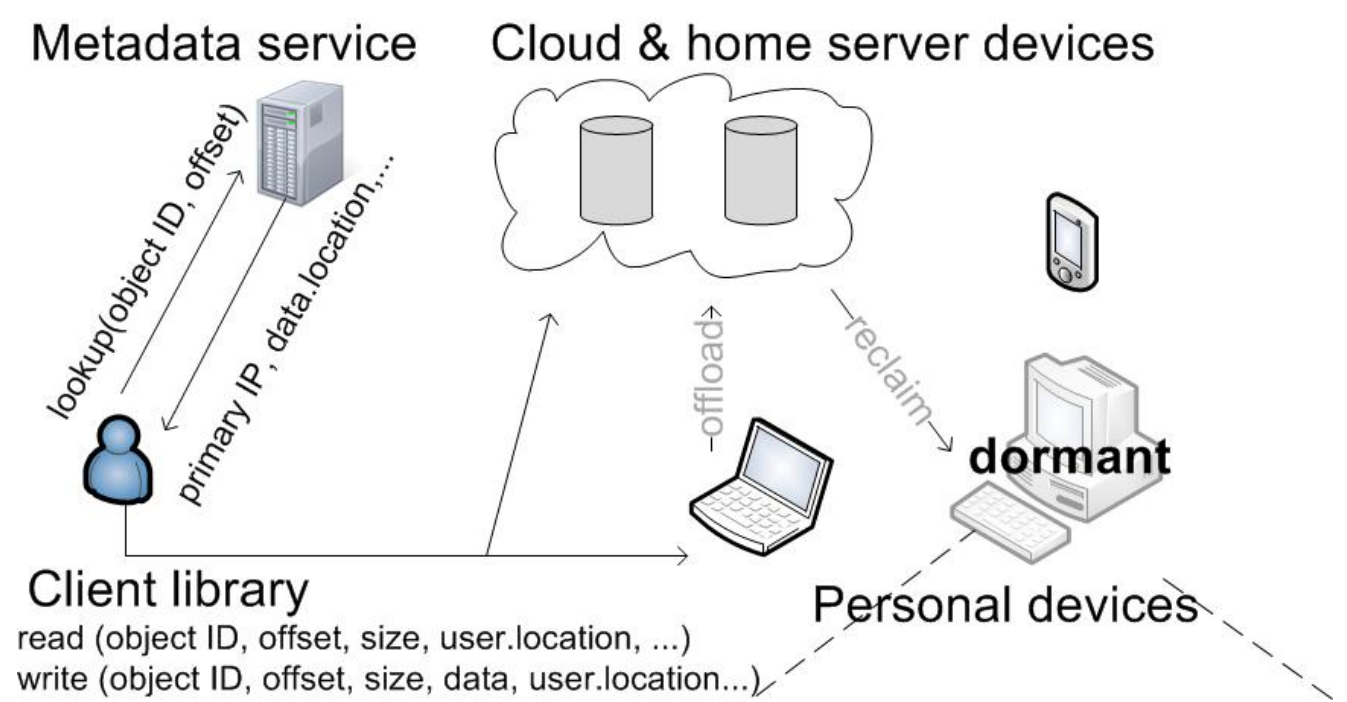 Metadata service
Cloud & home server devices
lookup(object ID, offset)
primary IP, data.location,...
offload
reclaim
dormant
Client library
Personal devices
read (object ID, offset, size, user.location, ...)
write (object ID, offset, size, data, user.location...)